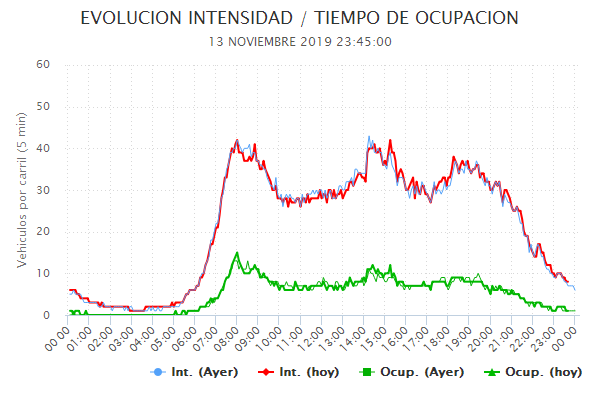 EVOLUCION INTENSIDAD / TIEMPO DE OCUPACION
13 NOVIEMBRE 2019 23:45:00
Vehiculos por carril (5 min)
60
50
40
30
20
10
0
00:00 01:00 02:00 03:00 04:00 05:00 06:00 07:00 08:00 09:00 10:00 11:00 12:00 13:00 14:00 15:00 16:00 17:00 18:00 19:00 20:00 21:00 22:00 23:00 00:00
Int. (Ayer) Int. (hoy) Ocup. (Ayer) Ocup. (hoy)